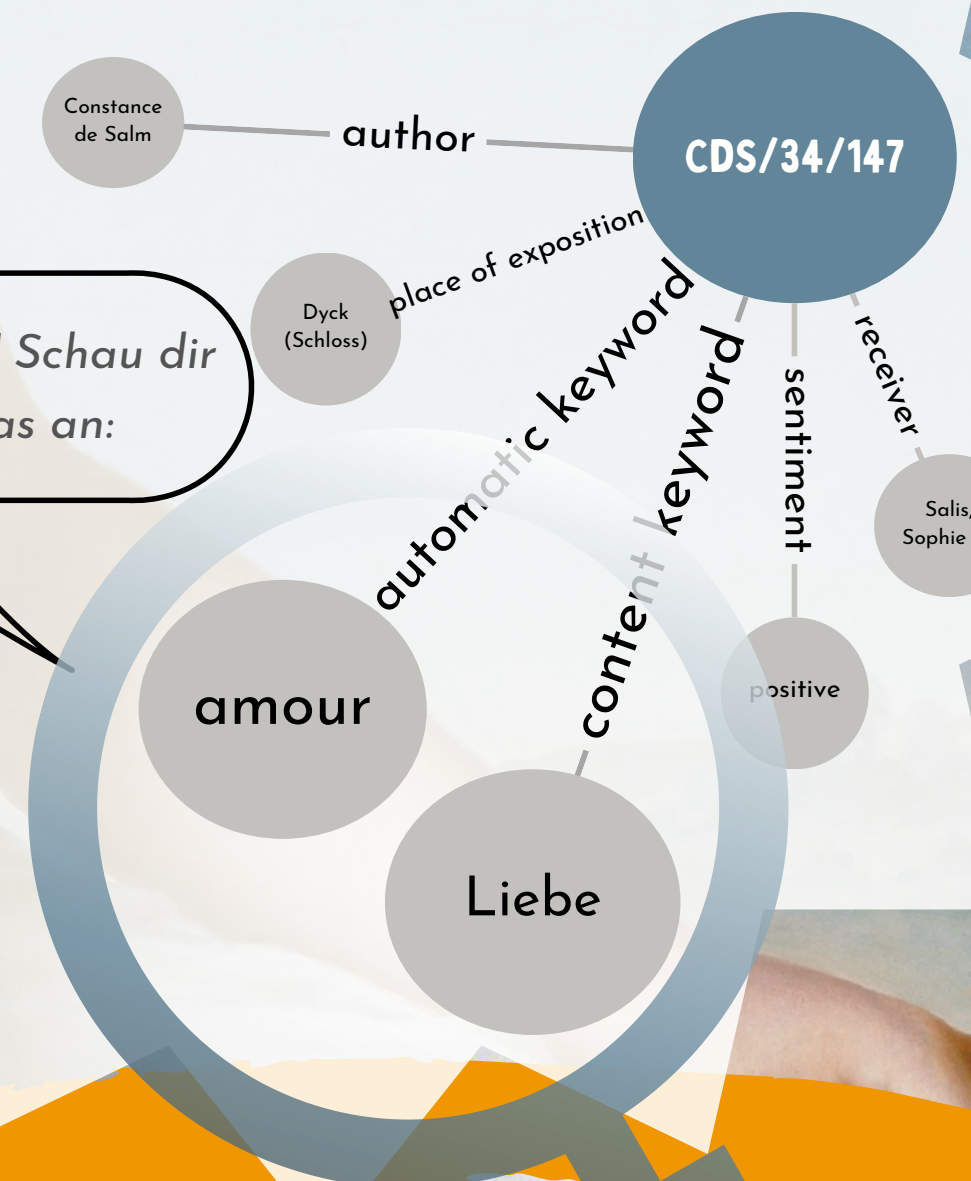 Constance
de Salm
author
CDS/34/147
place of exposition
Dyck
(Schloss)
Schau dir
as an:
automatic keyword
content keyword
sentiment
receiver
Salis/
Sophie
positive
amour
Liebe